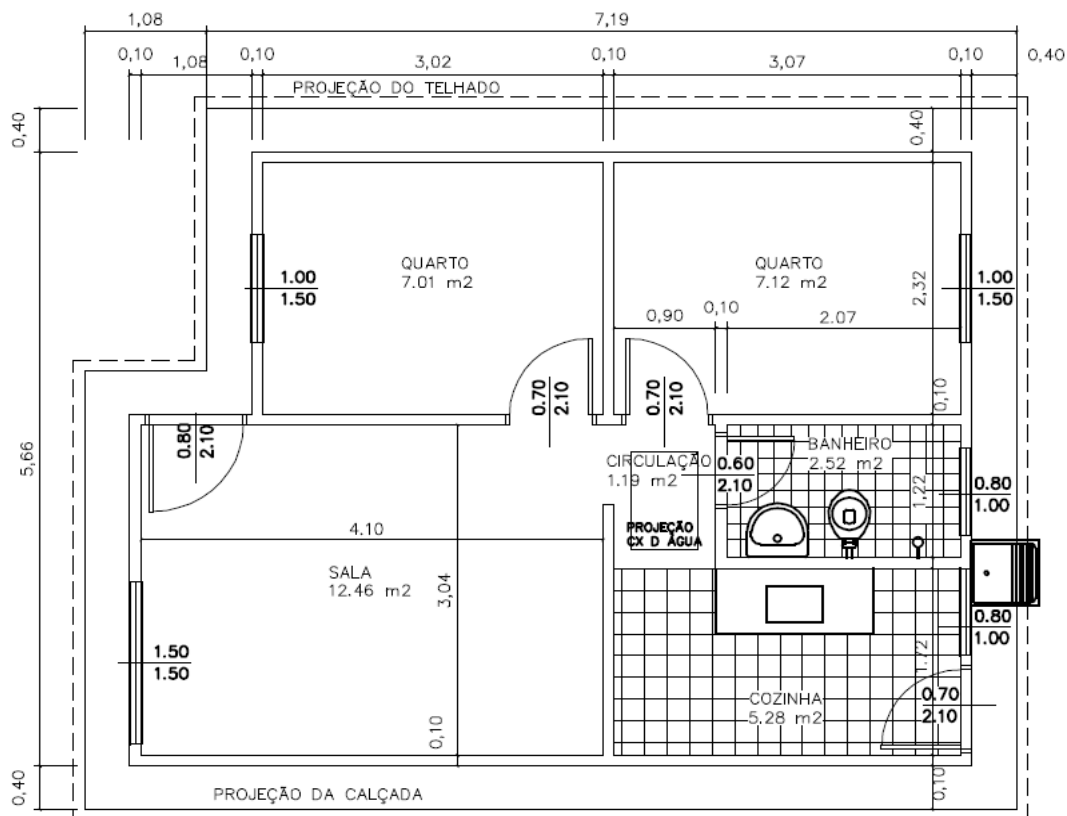 1,08 7,19
0,10 1,08 0,10 3,02 0,10 3,07 0,10 0,40
PROJEÇÃO DO TELHADO
0,40
0,40
QUARTO
7.01 m2
QUARTO
7.12 m2
1.00
1.50
1.00
1.50
2,32
0,90 0,10 2.07
0.70
2.10
0.70
2.10
0,10
0.80
2.10
5,66
CIRCULAÇÃO
1.19 m2
0.60
2.10
BANHEIRO
2.52 m2
1,22
0.80
1.00
PROJEÇÃO
CX D ÁGUA
4.10
SALA
12.46 m2
3,04
0.80
1.00
1.50
1.50
1.72
COZINHA
5.28 m2
0.70
2.10
0,10
0,40
PROJEÇÃO DA CALÇADA
0,10